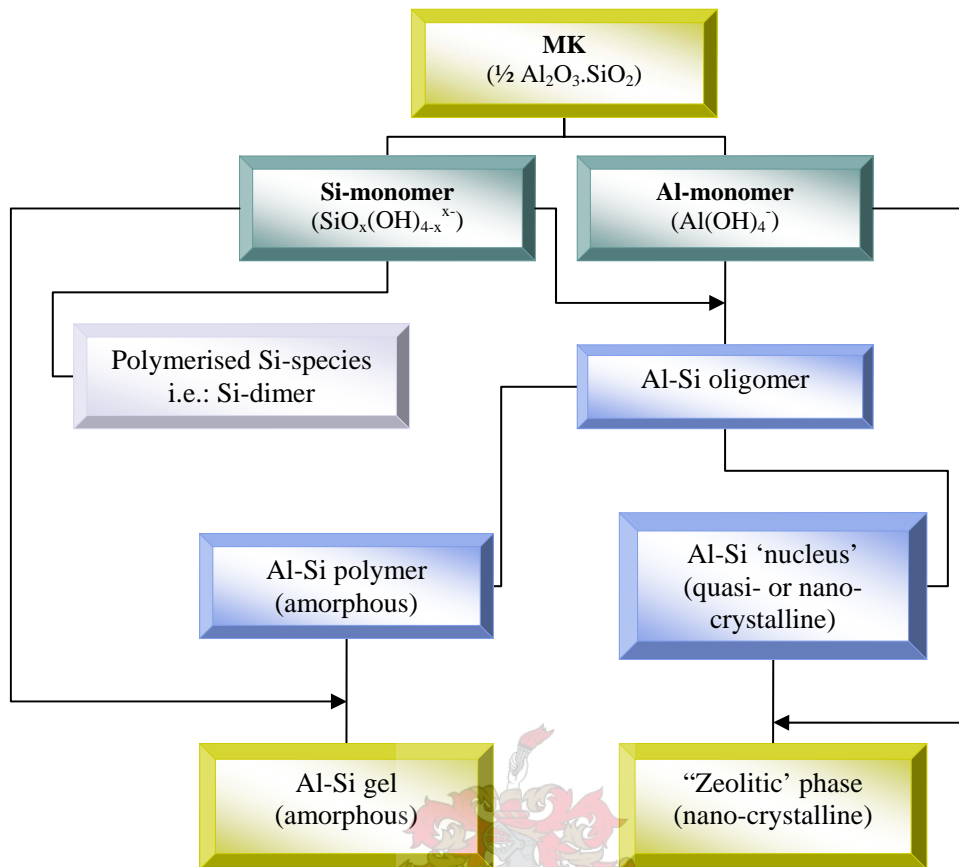 MK
(½ Al₂O₃.SiO₂)
Si-monomer
(SiOₓ(OH)₄₋ₓˣ⁻)
Al-monomer
(Al(OH)₄⁻)
Polymerised Si-species
i.e.: Si-dimer
Al-Si oligomer
Al-Si polymer
(amorphous)
Al-Si ‘nucleus’
(quasi- or nano-
crystalline)
Al-Si gel
(amorphous)
“Zeolitic’ phase
(nano-crystalline)